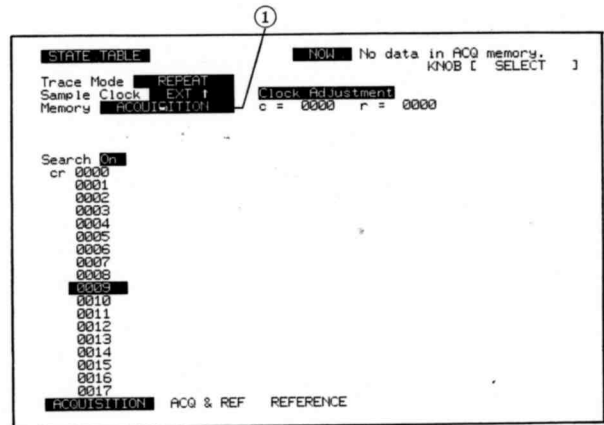 ①
STATE TABLE NOW No data in ACQ memory.
KNOB [ SELECT ]
Trace Mode REPEAT
Sample Clock EXT ↑ Clock Adjustment
Memory ACQUISITION c = 0000 r = 0000
Search On
cr 0000
0001
0002
0003
0004
0005
0006
0007
0008
0009
0010
0011
0012
0013
0014
0015
0016
0017
ACQUISITION ACQ & REF REFERENCE